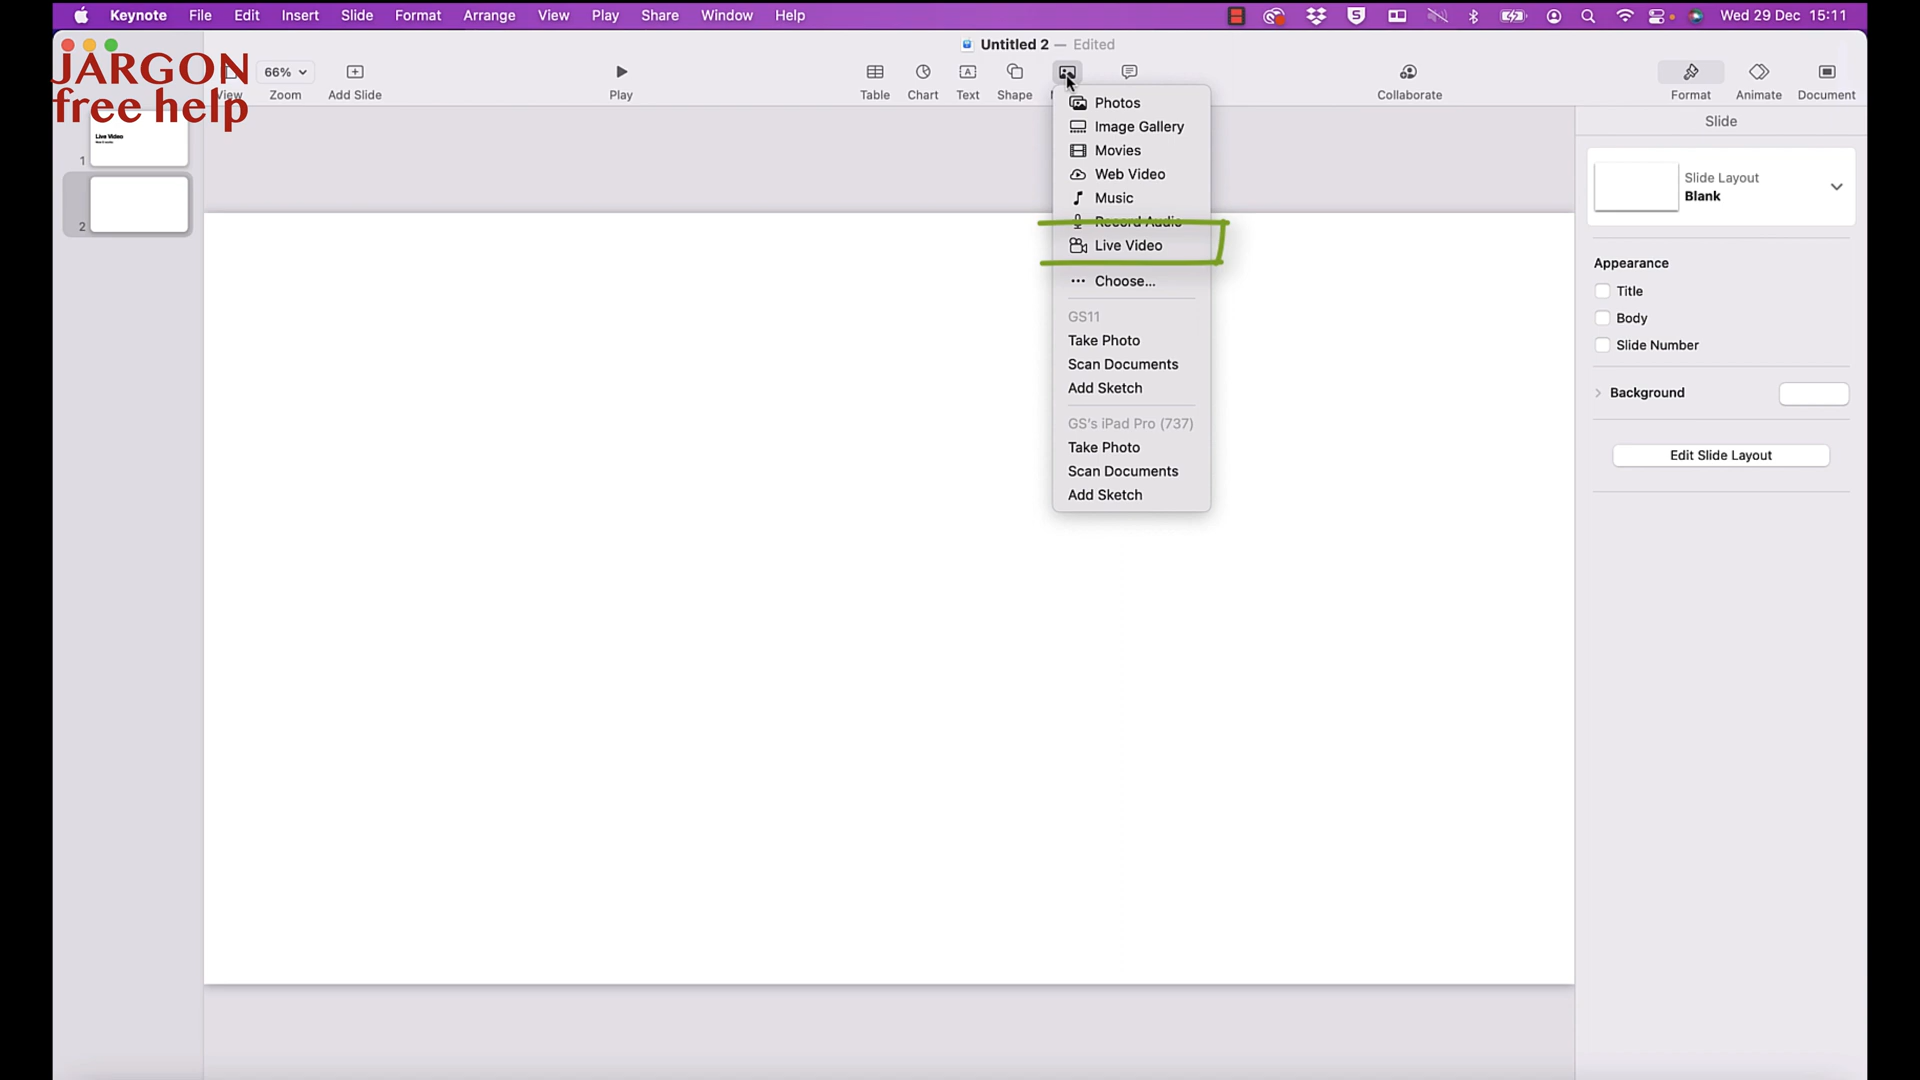 Keynote File Edit Insert Slide Format Arrange View Play Share Window Help Wed 29 Dec 15:11
Untitled 2 — Edited
JARGON
free help
View
66%
Zoom
Add Slide
Play
Table
Chart
Text
Shape
Collaborate
Format
Animate
Document
1
Live Video
2
Photos
Image Gallery
Movies
Web Video
Music
Record Audio
Live Video
Choose...
GS11
Take Photo
Scan Documents
Add Sketch
GS's iPad Pro (737)
Take Photo
Scan Documents
Add Sketch
Slide
Slide Layout
Blank
Appearance
Title
Body
Slide Number
Background
Edit Slide Layout